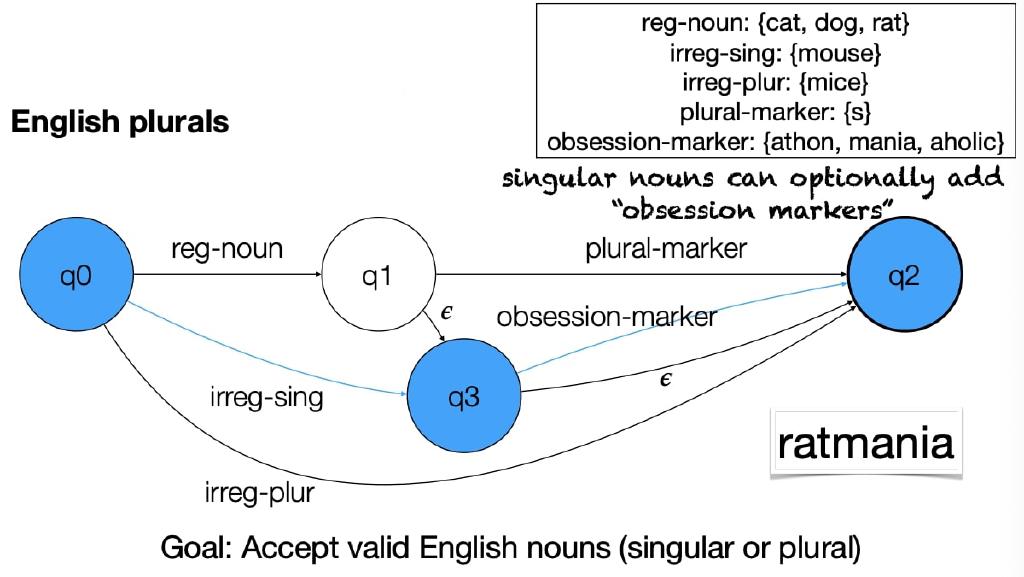 reg-noun: {cat, dog, rat}
irreg-sing: {mouse}
irreg-plur: {mice}
plural-marker: {s}
obsession-marker: {athon, mania, aholic}
English plurals
singular nouns can optionally add
"obsession markers"
q0
reg-noun
q1
plural-marker
q2
ϵ
obsession-marker
irreg-sing
q3
ϵ
irreg-plur
ratmania
Goal: Accept valid English nouns (singular or plural)